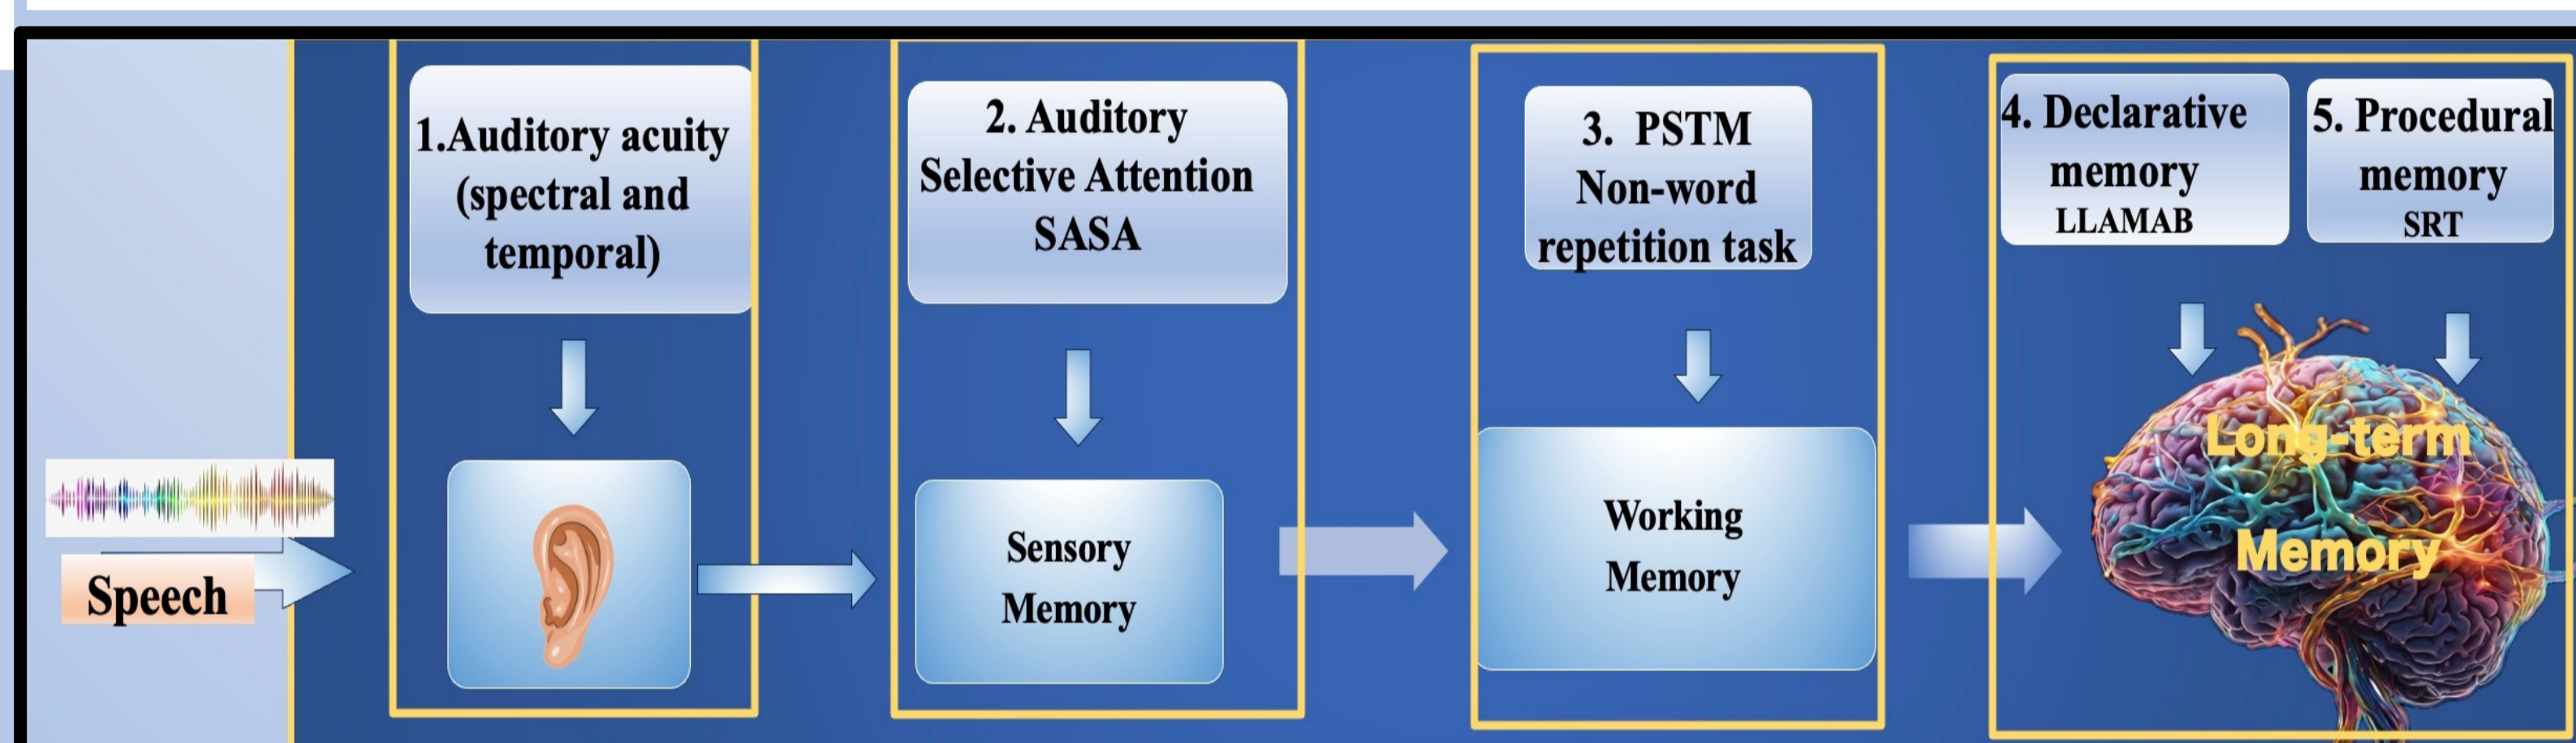 1.Auditory acuity
(spectral and
temporal)
2. Auditory
Selective Attention
SASA
3. PSTM
Non-word
repetition task
4. Declarative
memory
LLAMAB
5. Procedural
memory
SRT
Speech
Sensory
Memory
Working
Memory
Long-term
Memory